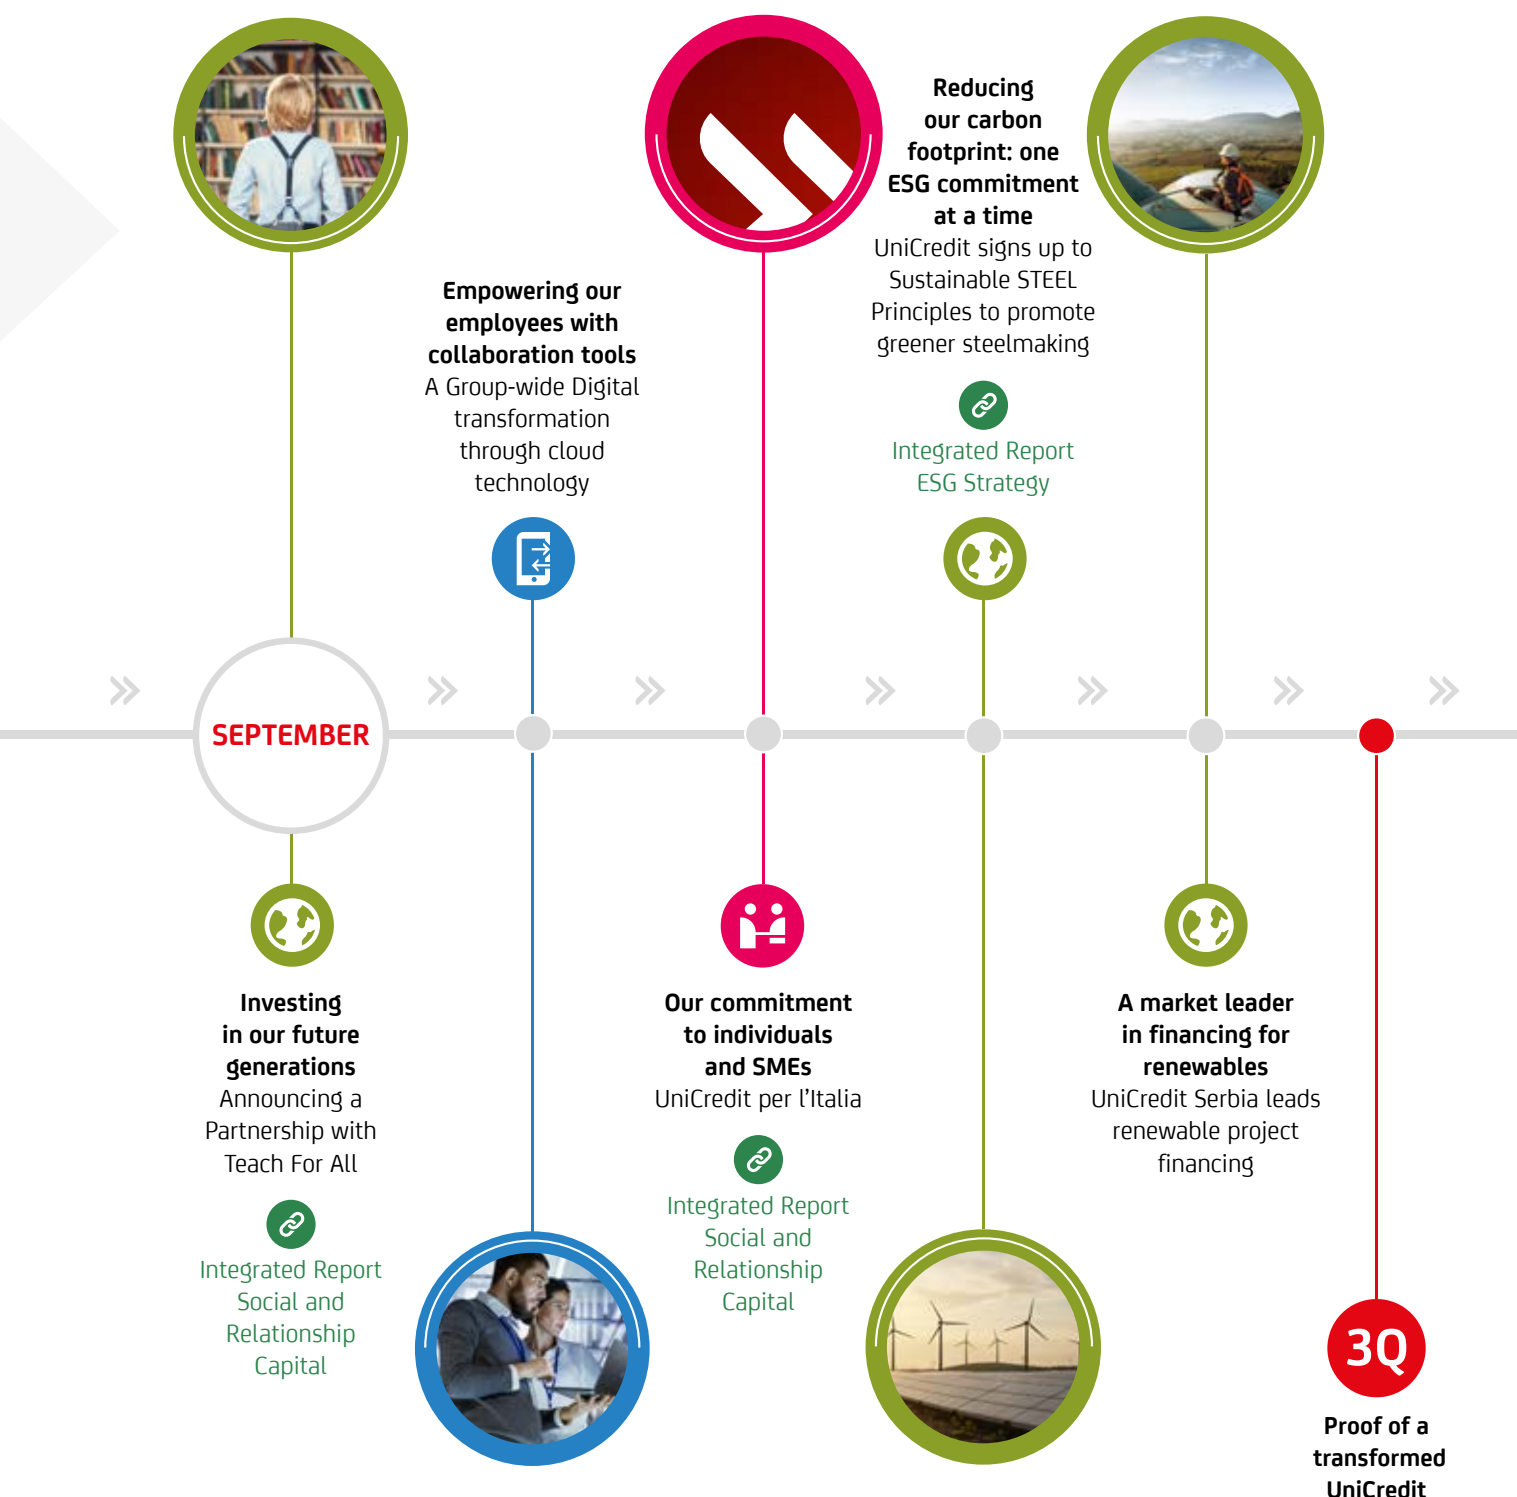 SEPTEMBER
Investing
in our future
generations
Announcing a
Partnership with
Teach For All
Integrated Report
Social and
Relationship
Capital
Empowering our
employees with
collaboration tools
A Group-wide Digital
transformation
through cloud
technology
Our commitment
to individuals
and SMEs
UniCredit per l’Italia
Integrated Report
Social and
Relationship
Capital
Reducing
our carbon
footprint: one
ESG commitment
at a time
UniCredit signs up to
Sustainable STEEL
Principles to promote
greener steelmaking
Integrated Report
ESG Strategy
A market leader
in financing for
renewables
UniCredit Serbia leads
renewable project
financing
3Q
Proof of a
transformed
UniCredit